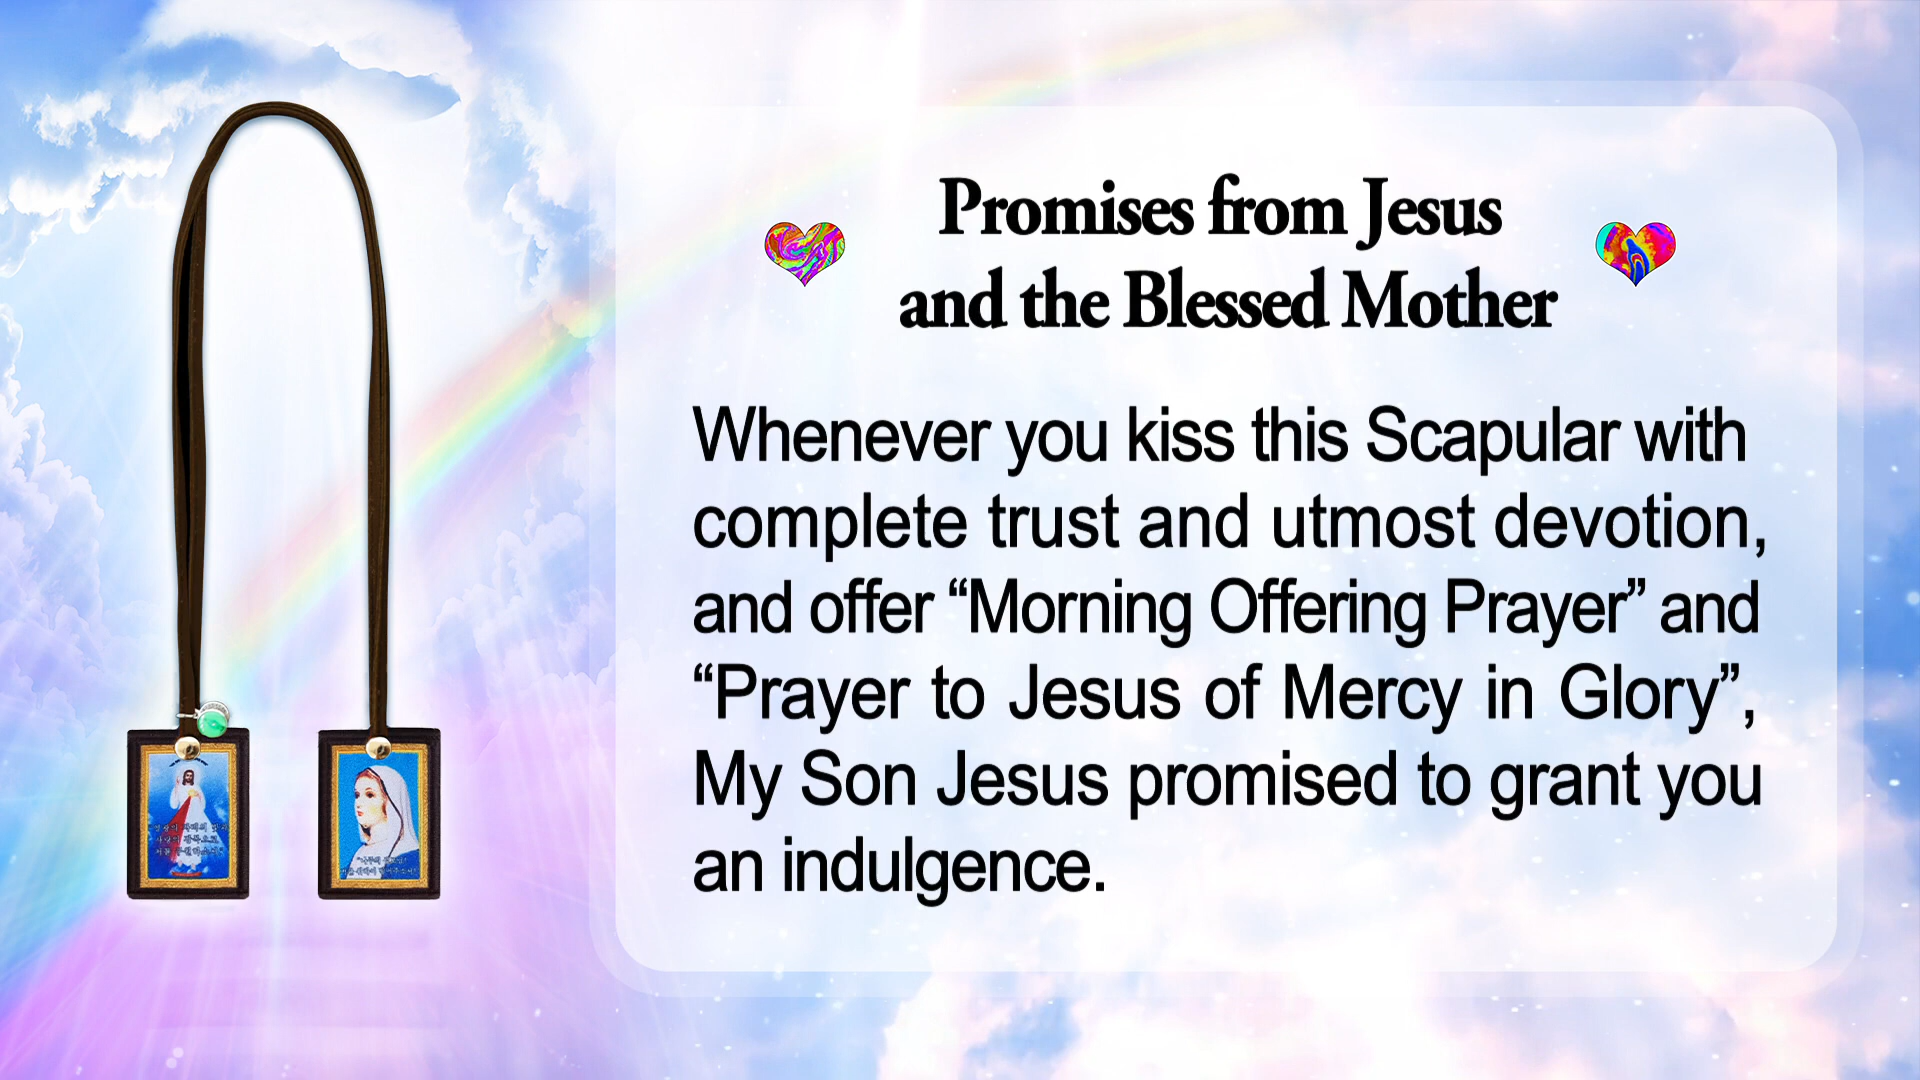 Promises from Jesus
and the Blessed Mother
Whenever you kiss this Scapular with
complete trust and utmost devotion,
and offer “Morning Offering Prayer” and
“Prayer to Jesus of Mercy in Glory”,
My Son Jesus promised to grant you
an indulgence.